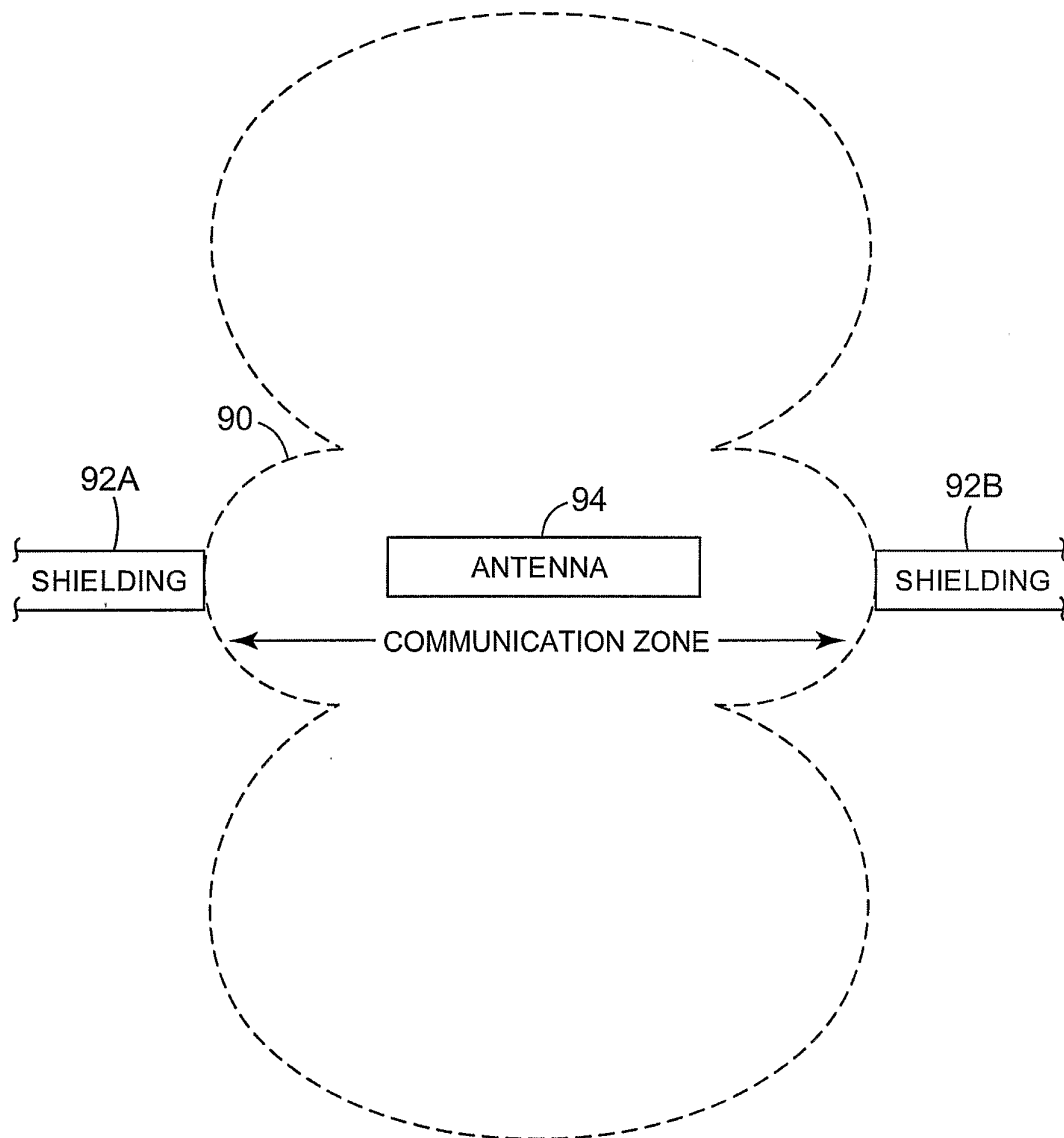 90
92A
94
92B
SHIELDING
ANTENNA
SHIELDING
COMMUNICATION ZONE